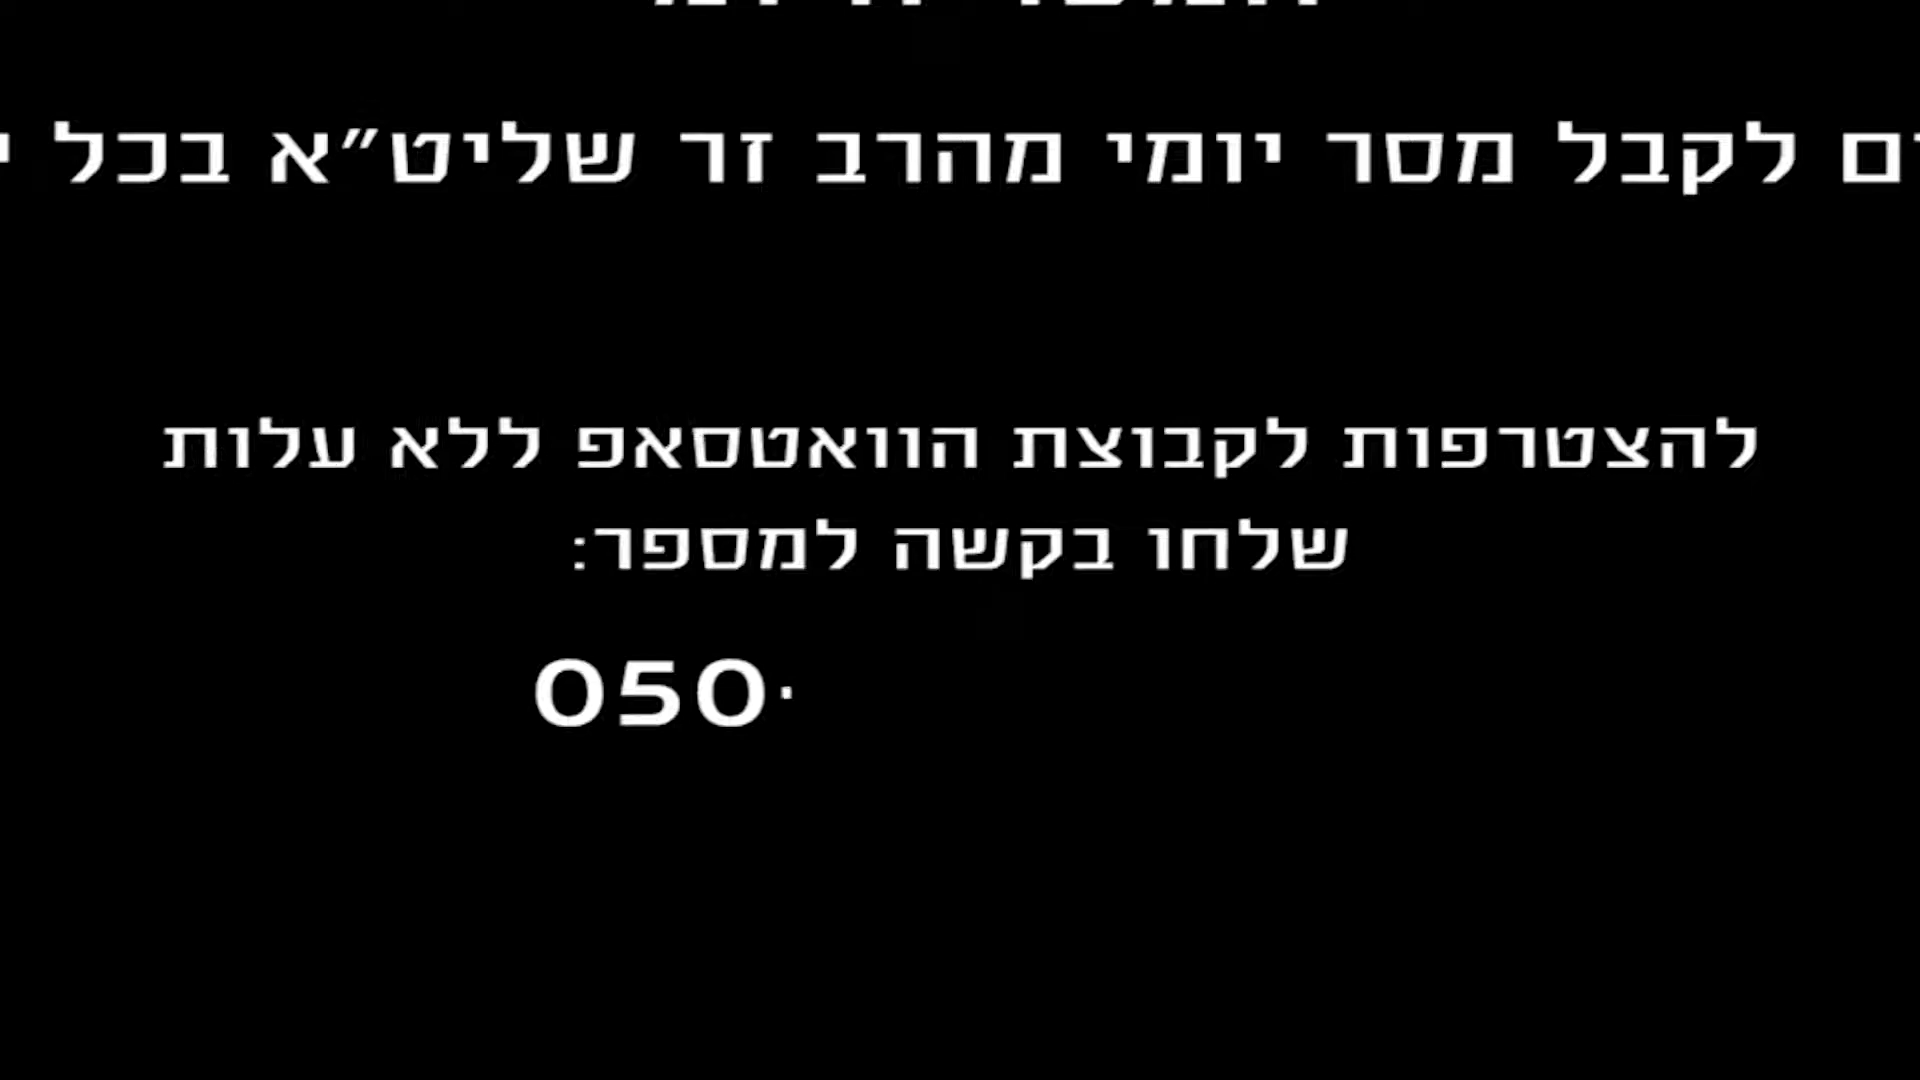 לקבל מסר יומי מהרב זר שליט״א בכל
להצטרפות לקבוצת הוואטסאפ ללא עלות
שלחו בקשה למספר:
050